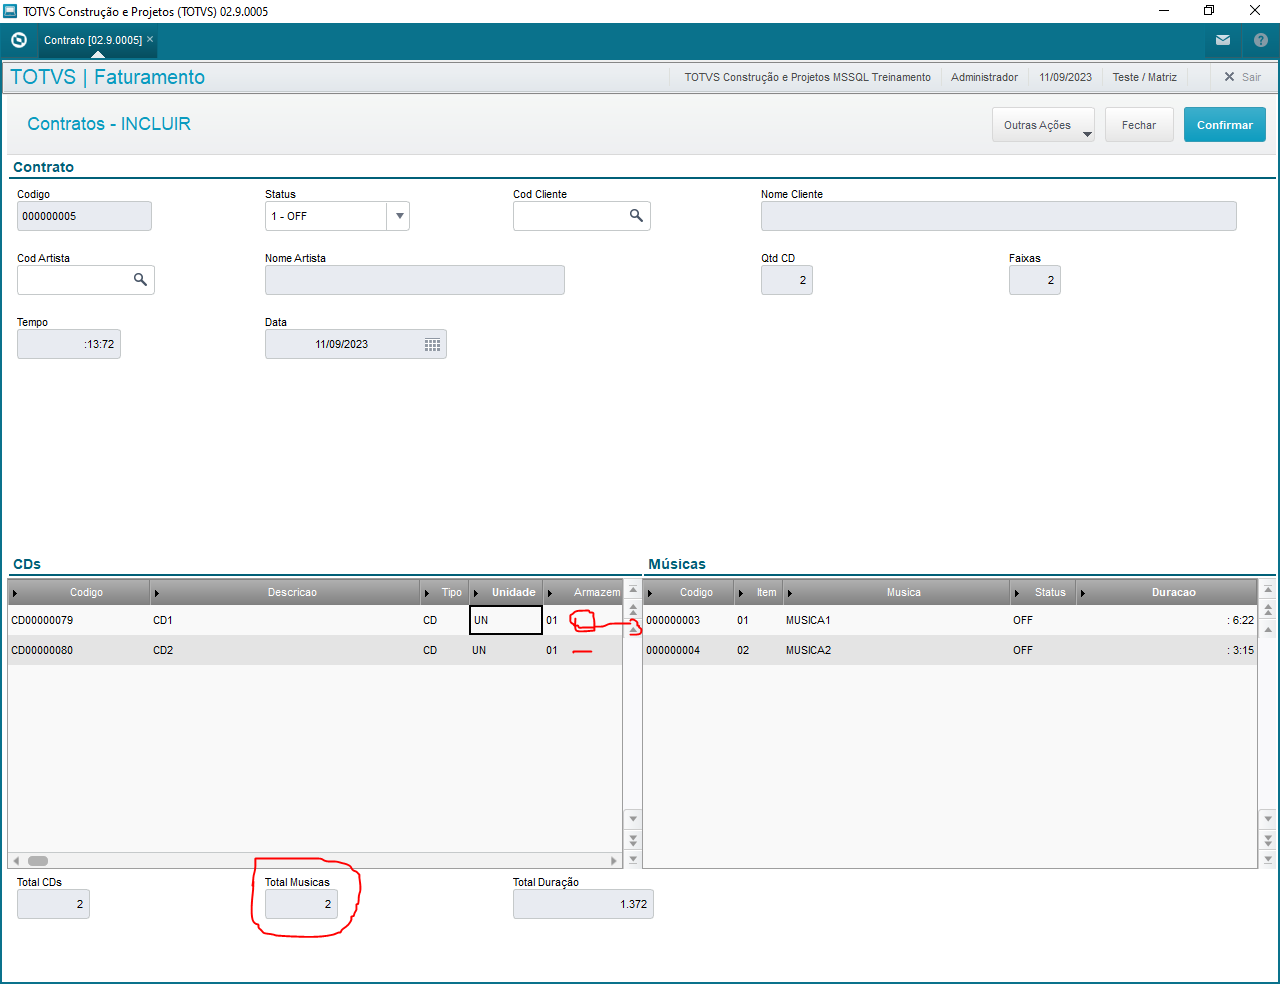 TOTVS Construção e Projetos (TOTVS) 02.9.0005
Contrato [02.9.0005]
TOTVS | Faturamento
TOTVS Construção e Projetos MSSQL Treinamento
Administrador
11/09/2023
Teste / Matriz
Sair
Contratos - INCLUIR
Outras Ações
Fechar
Confirmar
Contrato
Codigo
Status
Cod Cliente
Nome Cliente
000000005
1 - OFF
Cod Artista
Nome Artista
Qtd CD
Faixas
2
2
Tempo
Data
:13:72
11/09/2023
CDs
Músicas
Codigo Descricao Tipo Unidade Armazem
Codigo Item Musica Status Duracao
CD00000079 CD1 CD UN 01
000000003 01 MUSICA1 OFF : 6:22
CD00000080 CD2 CD UN 01
000000004 02 MUSICA2 OFF : 3:15
Total CDs
Total Musicas
Total Duração
2
2
1.372